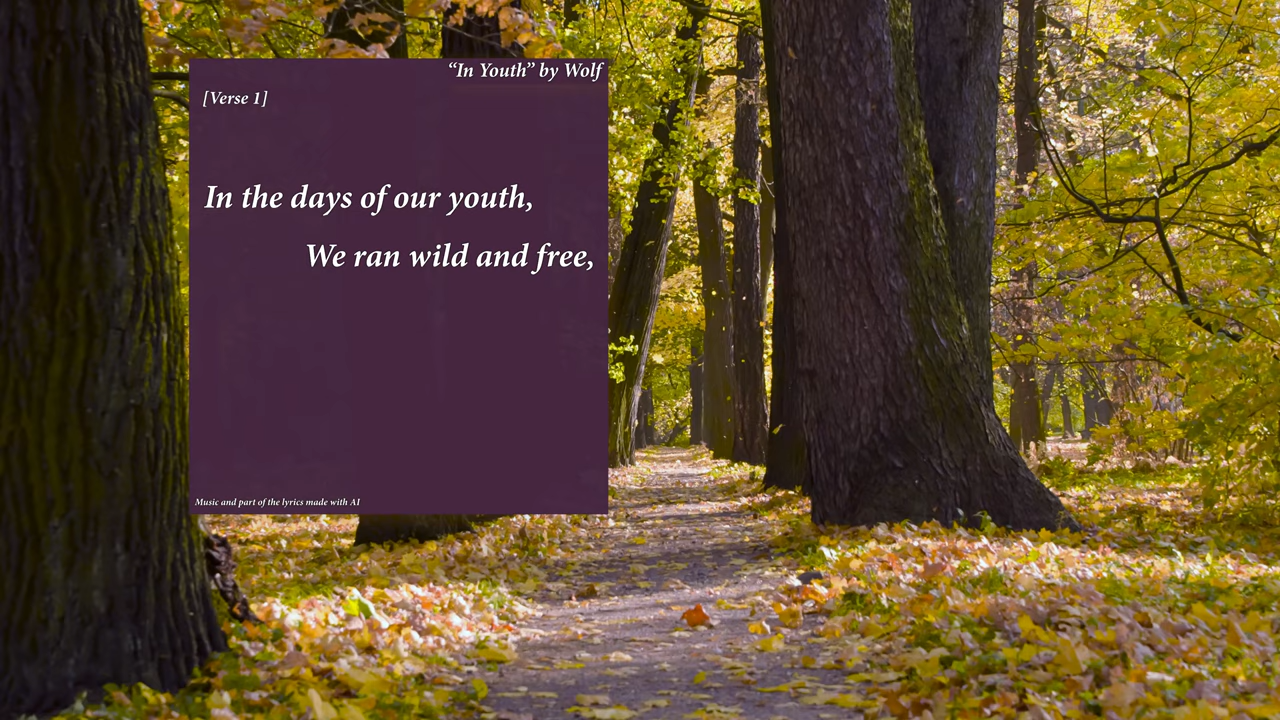 “In Youth” by Wolf
[Verse 1]
In the days of our youth,
We ran wild and free,
Music and part of the lyrics made with AI